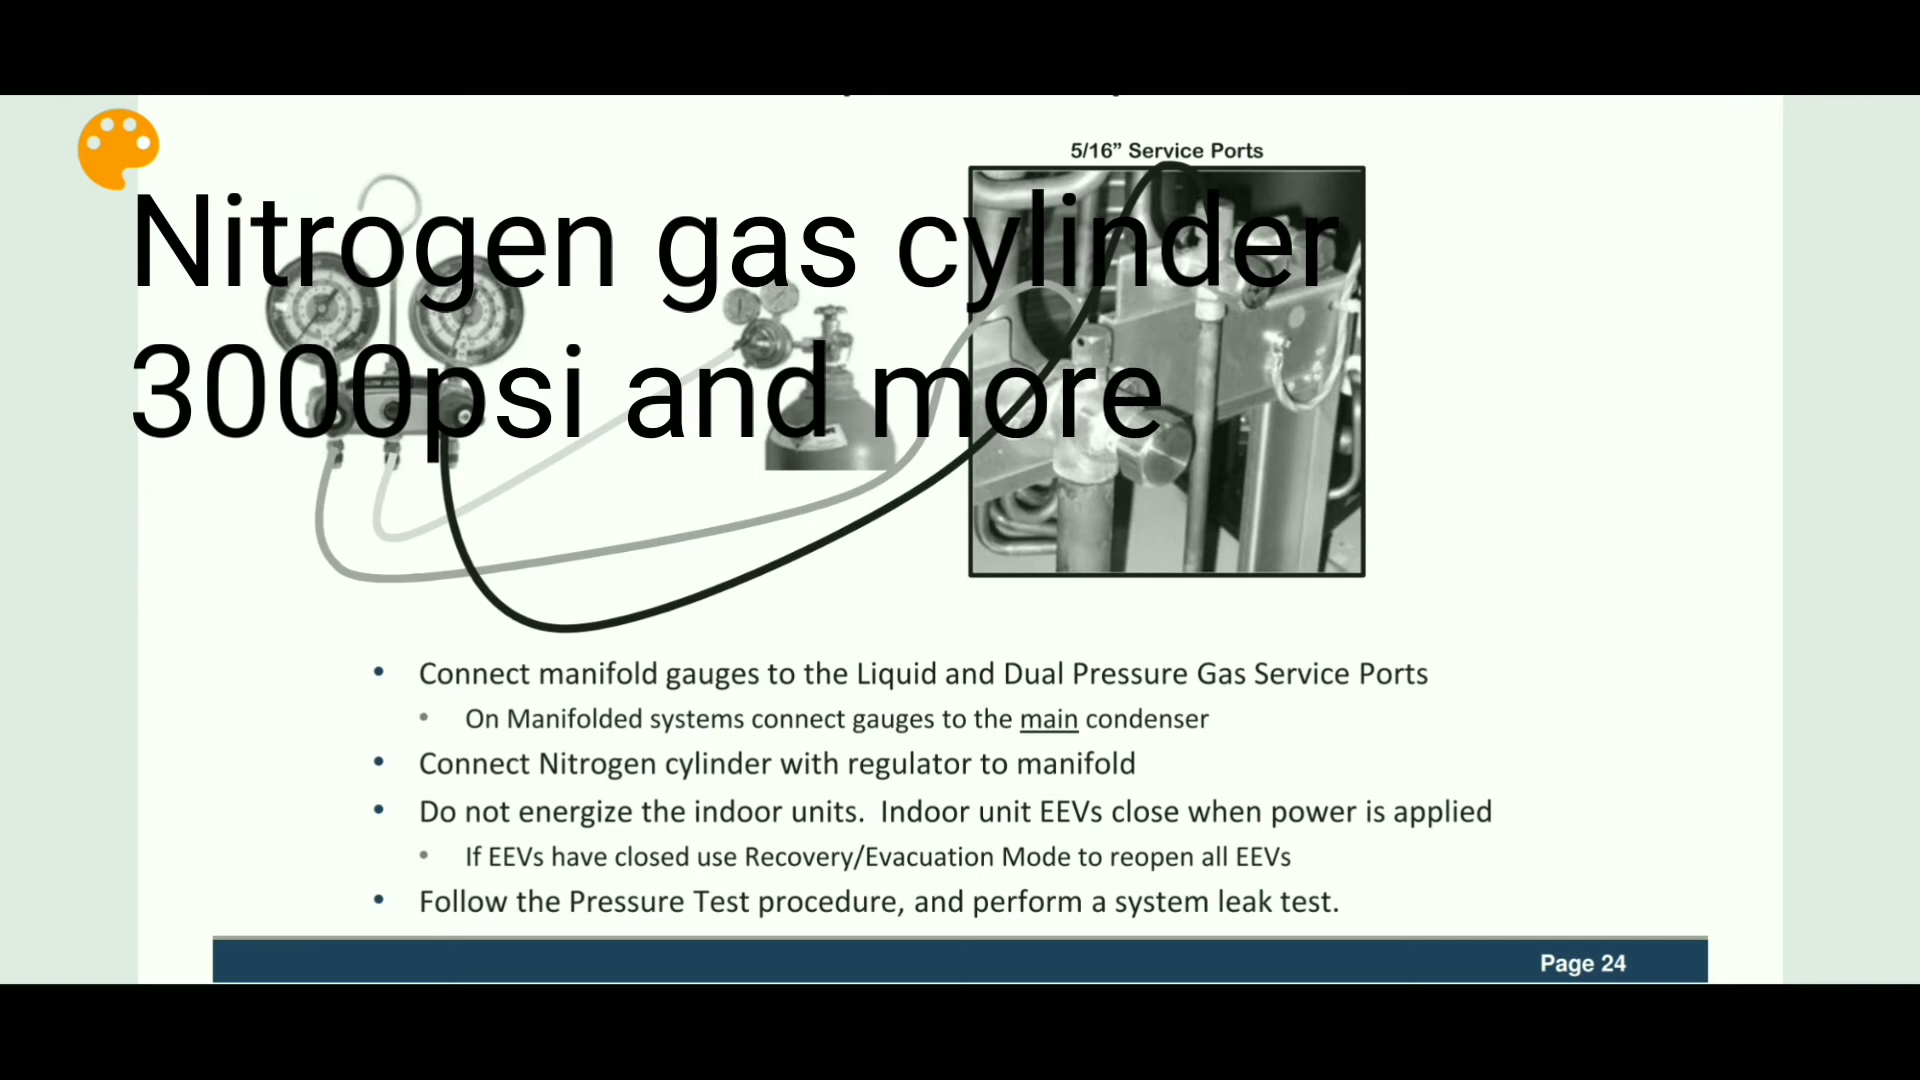 5/16” Service Ports
Nitrogen gas cylinder
3000psi and more
• Connect manifold gauges to the Liquid and Dual Pressure Gas Service Ports
• On Manifolded systems connect gauges to the main condenser
• Connect Nitrogen cylinder with regulator to manifold
• Do not energize the indoor units.  Indoor unit EEVs close when power is applied
• If EEVs have closed use Recovery/Evacuation Mode to reopen all EEVs
• Follow the Pressure Test procedure, and perform a system leak test.
Page 24